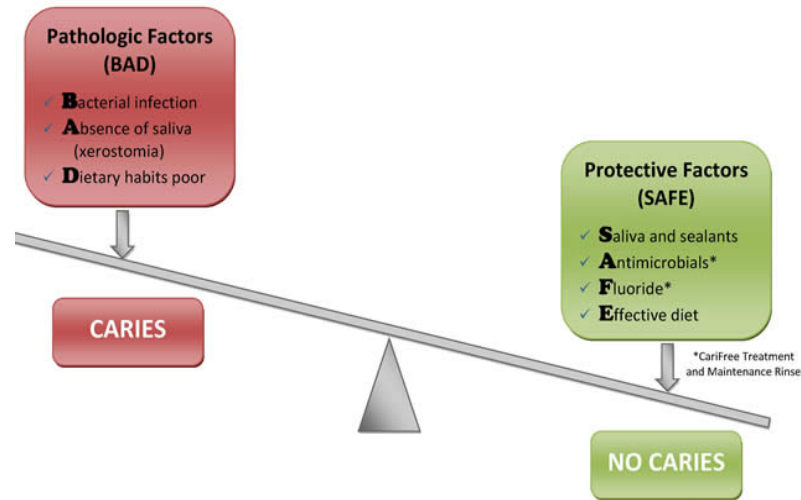 Pathologic Factors
(BAD)
✓ Bacterial infection
✓ Absence of saliva
(xerostomia)
✓ Dietary habits poor
CARIES
Protective Factors
(SAFE)
✓ Saliva and sealants
✓ Antimicrobials*
✓ Fluoride*
✓ Effective diet
*CariFree Treatment
and Maintenance Rinse
NO CARIES